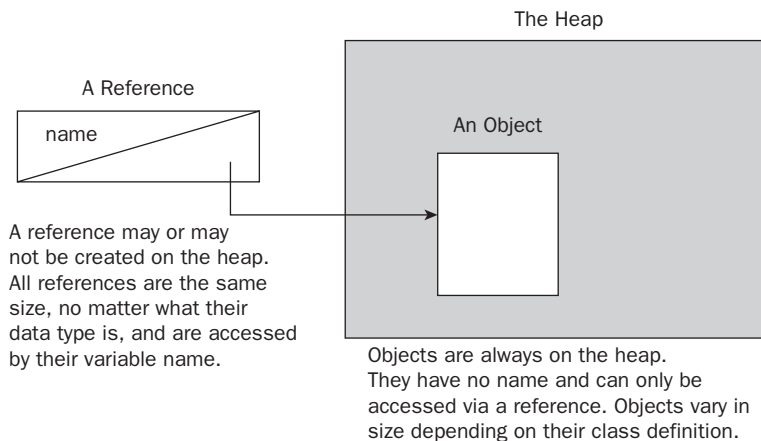 The Heap
A Reference
name
An Object
A reference may or may
not be created on the heap.
All references are the same
size, no matter what their
data type is, and are accessed
by their variable name.
Objects are always on the heap.
They have no name and can only be
accessed via a reference. Objects vary in
size depending on their class definition.